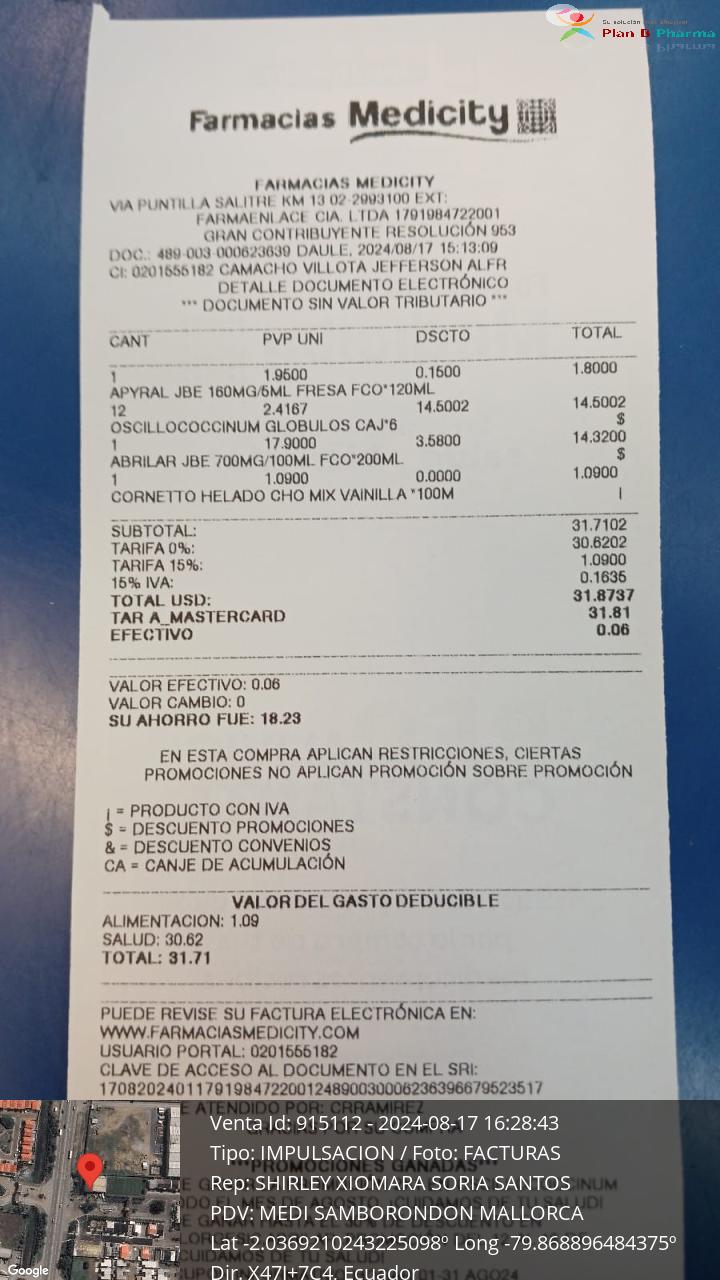 Su solución
Plan B Pharma
Farmacias Medicity
FARMACIAS MEDICITY
VIA PUNTILLA SALITRE KM 13 02-2993100 EXT:
FARMAENLACE CIA. LTDA 1791984722001
GRAN CONTRIBUYENTE RESOLUCIÓN 953
DOC.: 489-003-000623639 DAULE, 2024/08/17 15:13:09
CI: 0201555182 CAMACHO VILLOTA JEFFERSON ALFR
DETALLE DOCUMENTO ELECTRÓNICO
*** DOCUMENTO SIN VALOR TRIBUTARIO ***
CANT PVP UNI DSCTO TOTAL
1 1.9500 0.1500 1.8000
APYRAL JBE 160MG/5ML FRESA FCO*120ML
12 2.4167 14.5002 14.5002
OSCILLOCOCCINUM GLOBULOS CAJ*6 $
1 17.9000 3.5800 14.3200
ABRILAR JBE 700MG/100ML FCO*200ML $
1 1.0900 0.0000 1.0900
CORNETTO HELADO CHO MIX VAINILLA *100M |
SUBTOTAL: 31.7102
TARIFA 0%: 30.6202
TARIFA 15%: 1.0900
15% IVA: 0.1635
TOTAL USD: 31.8737
TAR A_MASTERCARD 31.81
EFECTIVO 0.06
VALOR EFECTIVO: 0.06
VALOR CAMBIO: 0
SU AHORRO FUE: 18.23
EN ESTA COMPRA APLICAN RESTRICCIONES, CIERTAS
PROMOCIONES NO APLICAN PROMOCIÓN SOBRE PROMOCIÓN
¡ = PRODUCTO CON IVA
$ = DESCUENTO PROMOCIONES
& = DESCUENTO CONVENIOS
CA = CANJE DE ACUMULACIÓN
VALOR DEL GASTO DEDUCIBLE
ALIMENTACION: 1.09
SALUD: 30.62
TOTAL: 31.71
PUEDE REVISE SU FACTURA ELECTRÓNICA EN:
WWW.FARMACIASMEDICITY.COM
USUARIO PORTAL: 0201555182
CLAVE DE ACCESO AL DOCUMENTO EN EL SRI:
1708202401179198472200124890030006236396679523517
E ATENDIDO POR: CRRAMIREZ
Venta Id: 915112 - 2024-08-17 16:28:43
Tipo: IMPULSACION / Foto: FACTURAS
***PROMOCIONES GANADAS***
Rep: SHIRLEY XIOMARA SORIA SANTOS
PDV: MEDI SAMBORONDON MALLORCA
Lat -2.0369210243225098º Long -79.868896484375º
CUIDAMOS DE TU SALUD!
Dir. X47J+7C4, Ecuador
Google